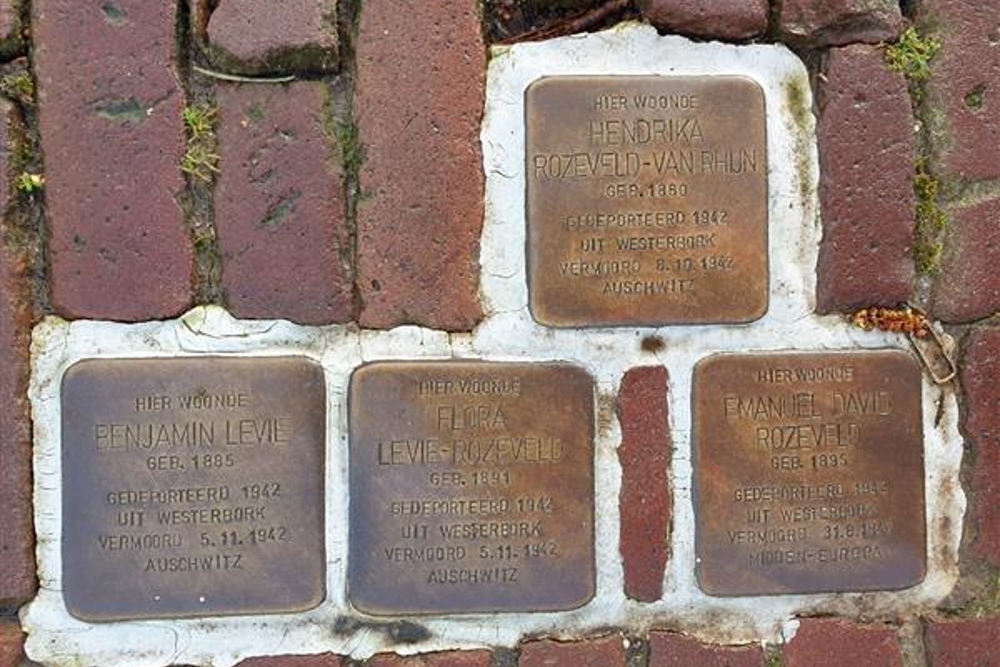 HIER WOONDE
HENDRIKA
ROZEVELD-VAN RHIJN
GEB. 1880
GEDEPORTEERD 1942
UIT WESTERBORK
VERMOORD 8.10.1942
AUSCHWITZ
HIER WOONDE
BENJAMIN LEVIE
GEB. 1885
GEDEPORTEERD 1942
UIT WESTERBORK
VERMOORD 5.11.1942
AUSCHWITZ
HIER WOONDE
FLORA
LEVIE-ROZEVELD
GEB. 1891
GEDEPORTEERD 1942
UIT WESTERBORK
VERMOORD 5.11.1942
AUSCHWITZ
HIER WOONDE
EMANUEL DAVID
ROZEVELD
GEB. 1895
GEDEPORTEERD
UIT WESTERBORK
VERMOORD
MIDDEN-EUROPA